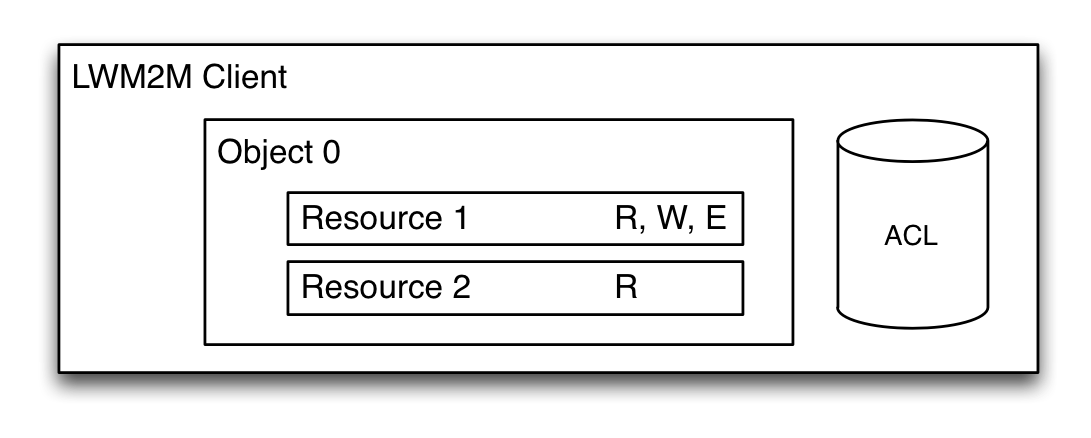 LWM2M Client
Object 0
Resource 1 R, W, E
Resource 2 R
ACL